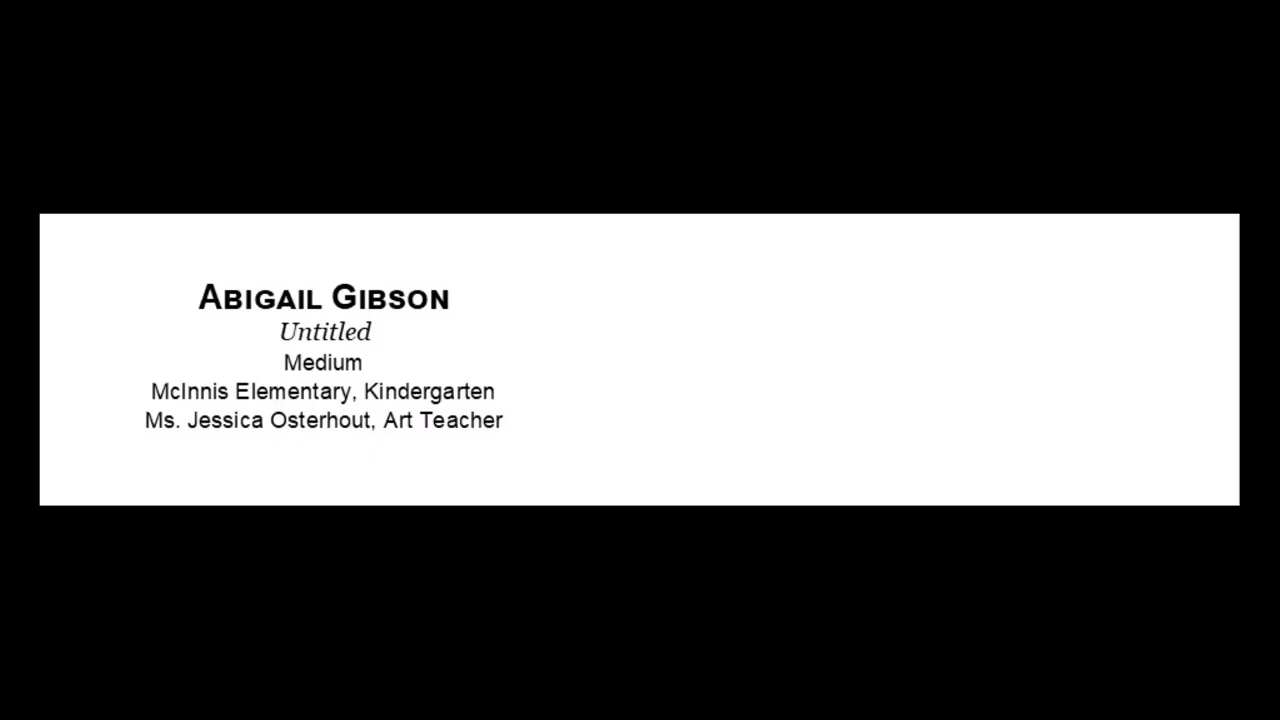 Abigail Gibson
Untitled
Medium
McInnis Elementary, Kindergarten
Ms. Jessica Osterhout, Art Teacher